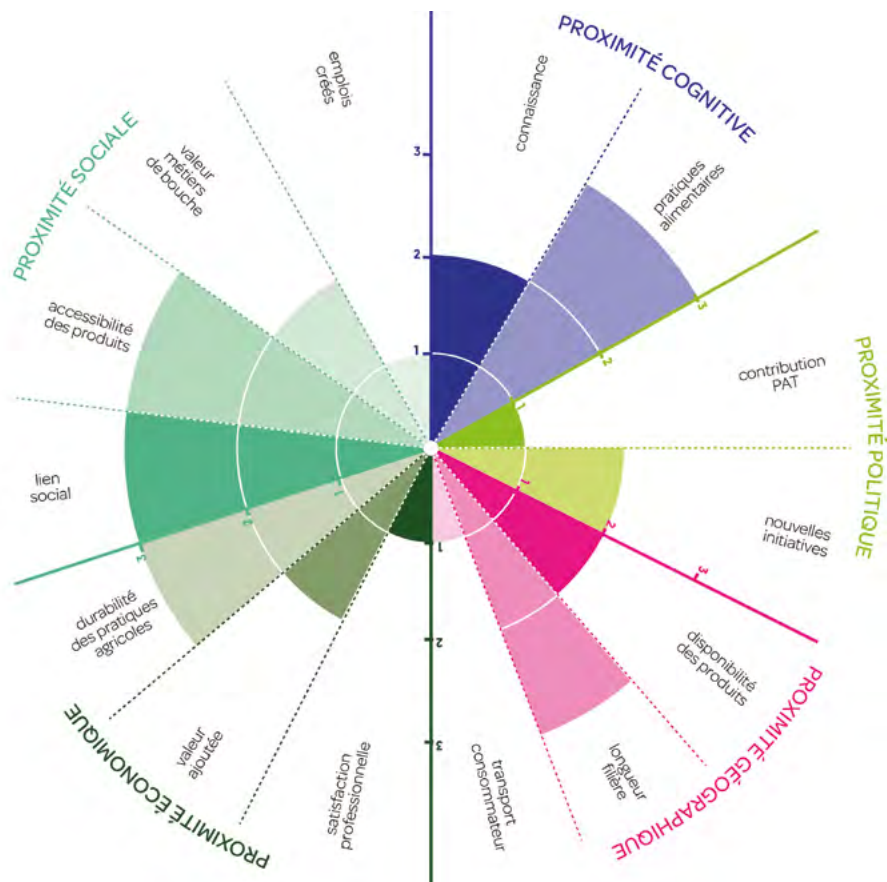 PROXIMITÉ COGNITIVE
connaissance
pratiques
alimentaires
3
2
1
PROXIMITÉ POLITIQUE
contribution
PAT
nouvelles
initiatives
1
2
3
PROXIMITÉ GÉOGRAPHIQUE
disponibilité
des produits
longueur
filière
transport
consommateur
1
2
3
PROXIMITÉ ÉCONOMIQUE
satisfaction
professionnelle
valeur
ajoutée
durabilité
des pratiques
agricoles
1
2
3
PROXIMITÉ SOCIALE
lien
social
accessibilité
des produits
valeur
métiers
de bouche
emplois
créés
1
2
3